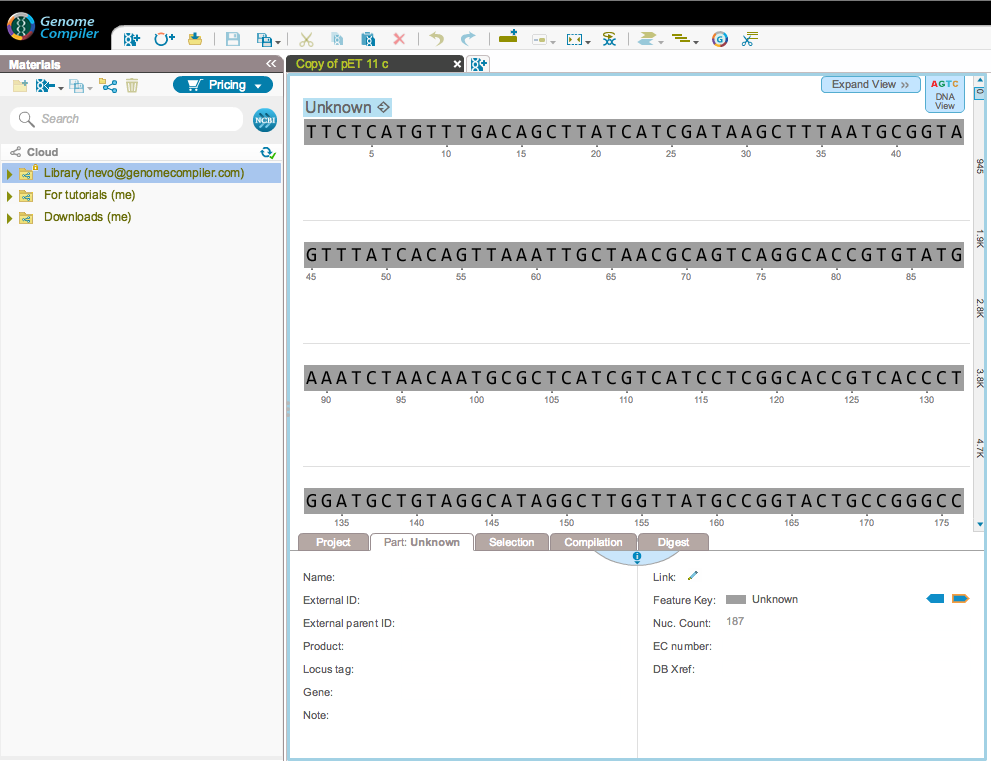 Genome
Compiler
Materials
Pricing
Search
NCBI
Cloud
Library (nevo@genomecompiler.com)
For tutorials (me)
Downloads (me)
Copy of pET 11 c
Expand View
AGTC
DNA
View
Unknown
TTCTCATGTTTGACAGCTTATCATCGATAAGCTTTAATGCGGTA
5 10 15 20 25 30 35 40
GTTTATCACAGTTAAATTGCTAACGCAGTCAGGCACCGTGTATG
45 50 55 60 65 70 75 80 85
AAATCTAACAATGCGCTCATCGTCATCCTCGGCACCGTCACCCT
90 95 100 105 110 115 120 125 130
GGATGCTGTAGGCATAGGCTTGGTTATGCCGGTACTGCCGGGCC
135 140 145 150 155 160 165 170 175
0
945
1.9K
2.8K
3.8K
4.7K
Project Part: Unknown Selection Compilation Digest
Name:
External ID:
External parent ID:
Product:
Locus tag:
Gene:
Note:
Link:
Feature Key: Unknown
Nuc. Count: 187
EC number:
DB Xref: